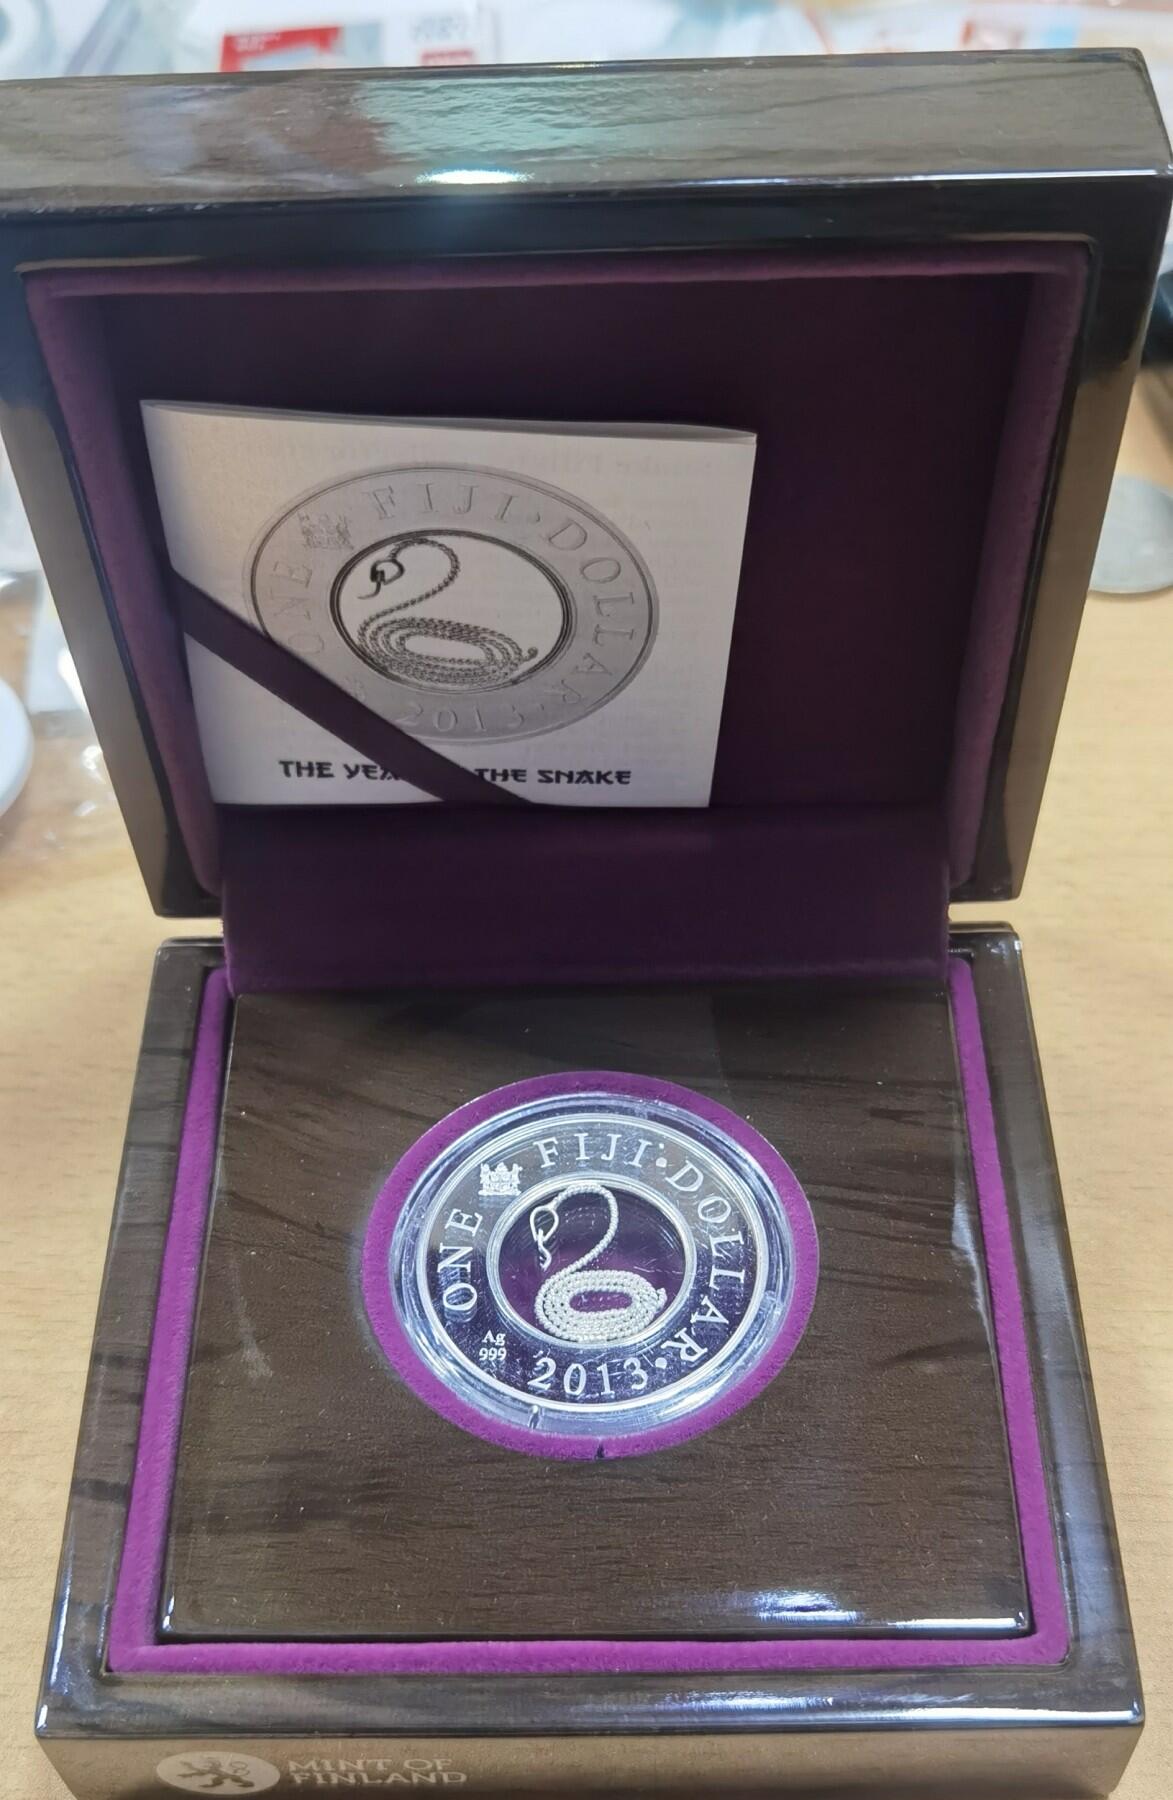 ONE FIJI·DOLLAR·
2013·
THE YEA THE SNAKE
ONE FIJI·DOLLAR·
Ag
999
2013·
MINT OF
FINLAND